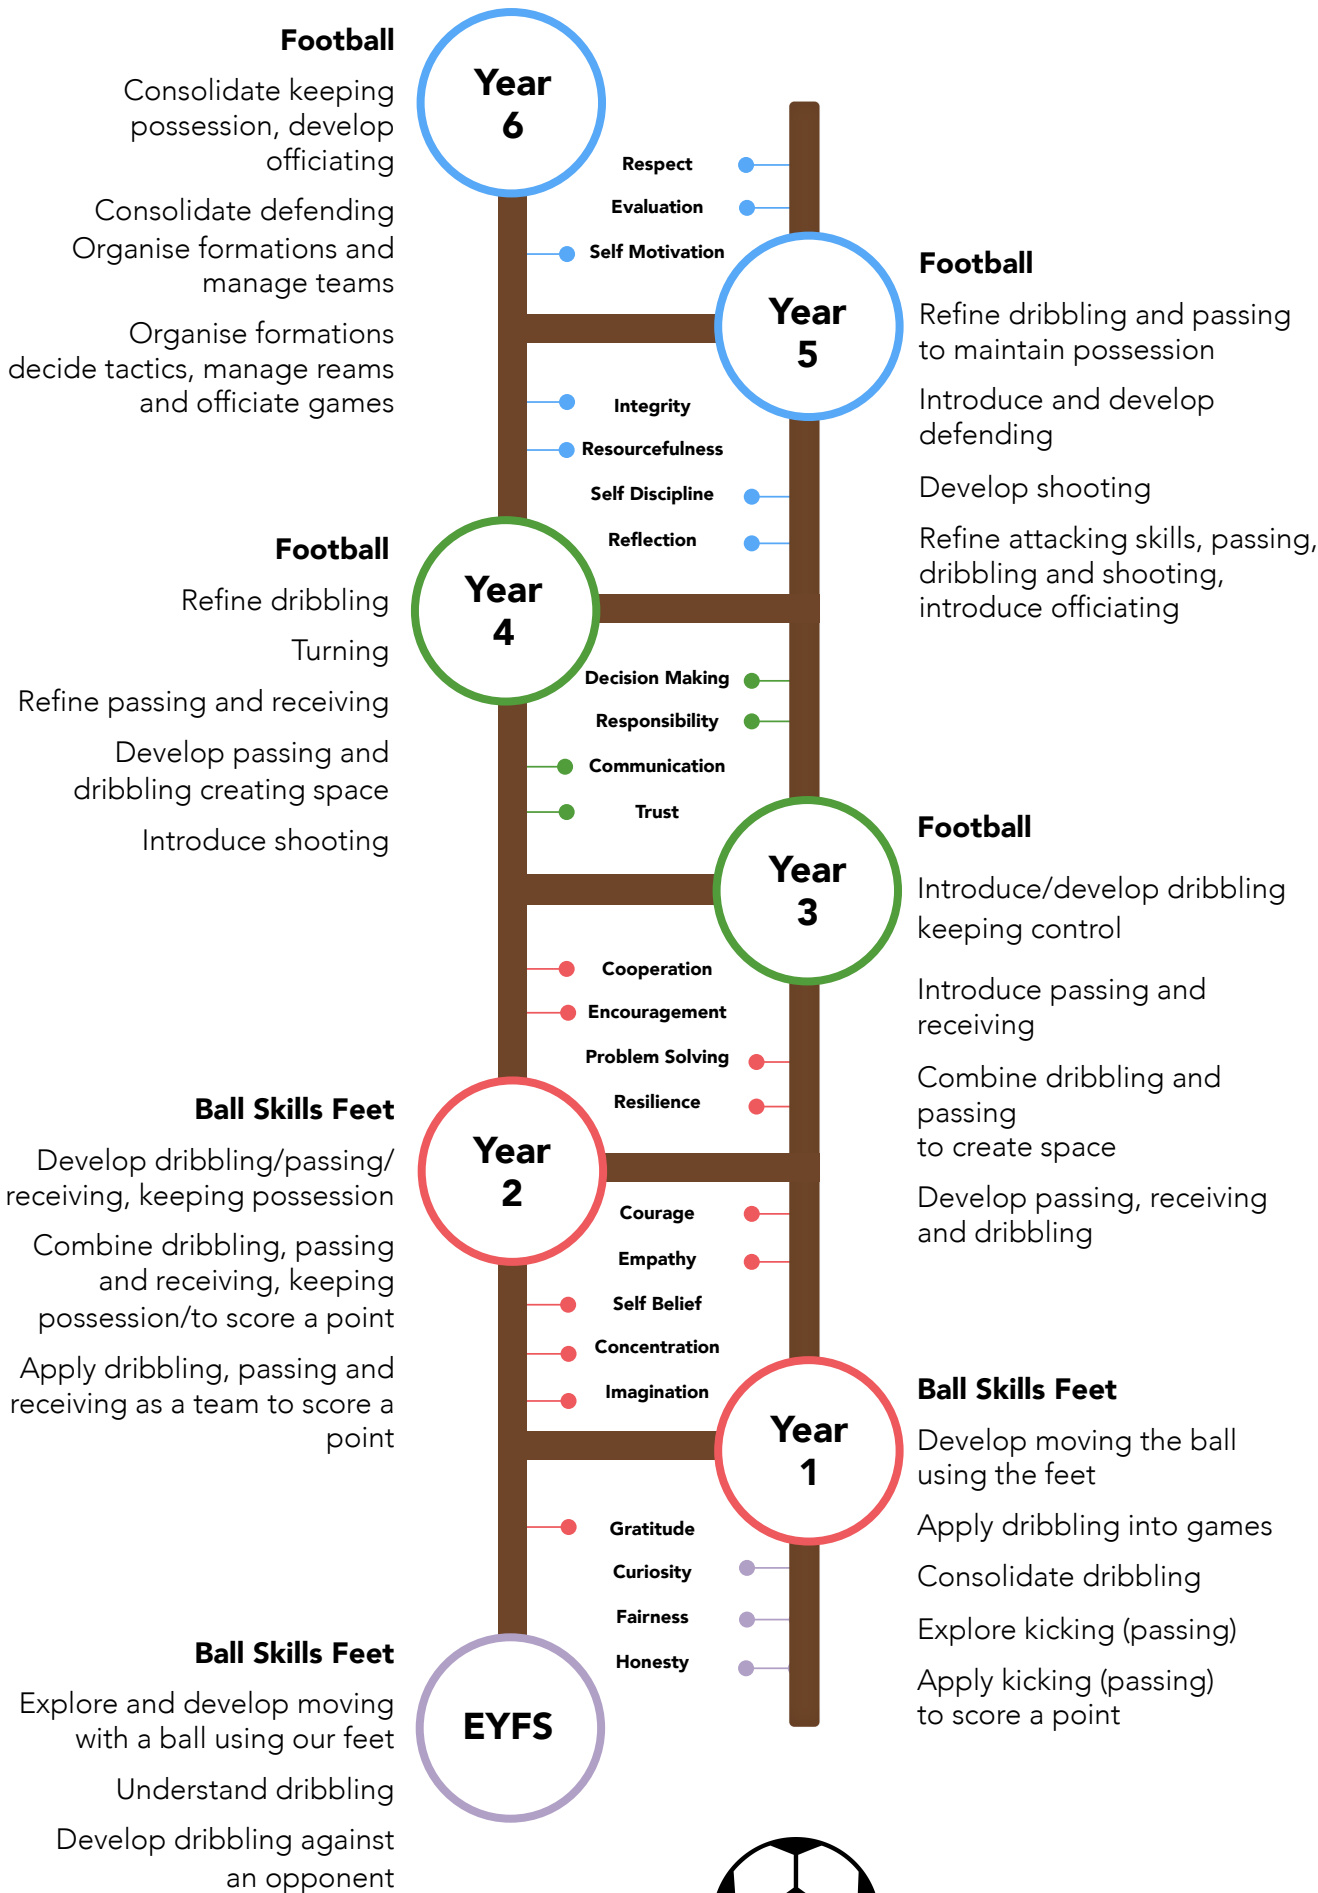 Football
Consolidate keeping
possession, develop
officiating
Consolidate defending
Organise formations and
manage teams
Organise formations
decide tactics, manage reams
and officiate games
Year
6
Respect
Evaluation
Self Motivation
Year
5
Football
Refine dribbling and passing
to maintain possession
Introduce and develop
defending
Develop shooting
Refine attacking skills, passing,
dribbling and shooting,
introduce officiating
Integrity
Resourcefulness
Self Discipline
Reflection
Football
Refine dribbling
Turning
Refine passing and receiving
Develop passing and
dribbling creating space
Introduce shooting
Year
4
Decision Making
Responsibility
Communication
Trust
Year
3
Football
Introduce/develop dribbling
keeping control
Introduce passing and
receiving
Combine dribbling and
passing
to create space
Develop passing, receiving
and dribbling
Cooperation
Encouragement
Problem Solving
Resilience
Ball Skills Feet
Develop dribbling/passing/
receiving, keeping possession
Combine dribbling, passing
and receiving, keeping
possession/to score a point
Apply dribbling, passing and
receiving as a team to score a
point
Year
2
Courage
Empathy
Self Belief
Concentration
Imagination
Year
1
Ball Skills Feet
Develop moving the ball
using the feet
Apply dribbling into games
Consolidate dribbling
Explore kicking (passing)
Apply kicking (passing)
to score a point
Gratitude
Curiosity
Fairness
Honesty
Ball Skills Feet
Explore and develop moving
with a ball using our feet
Understand dribbling
Develop dribbling against
an opponent
EYFS